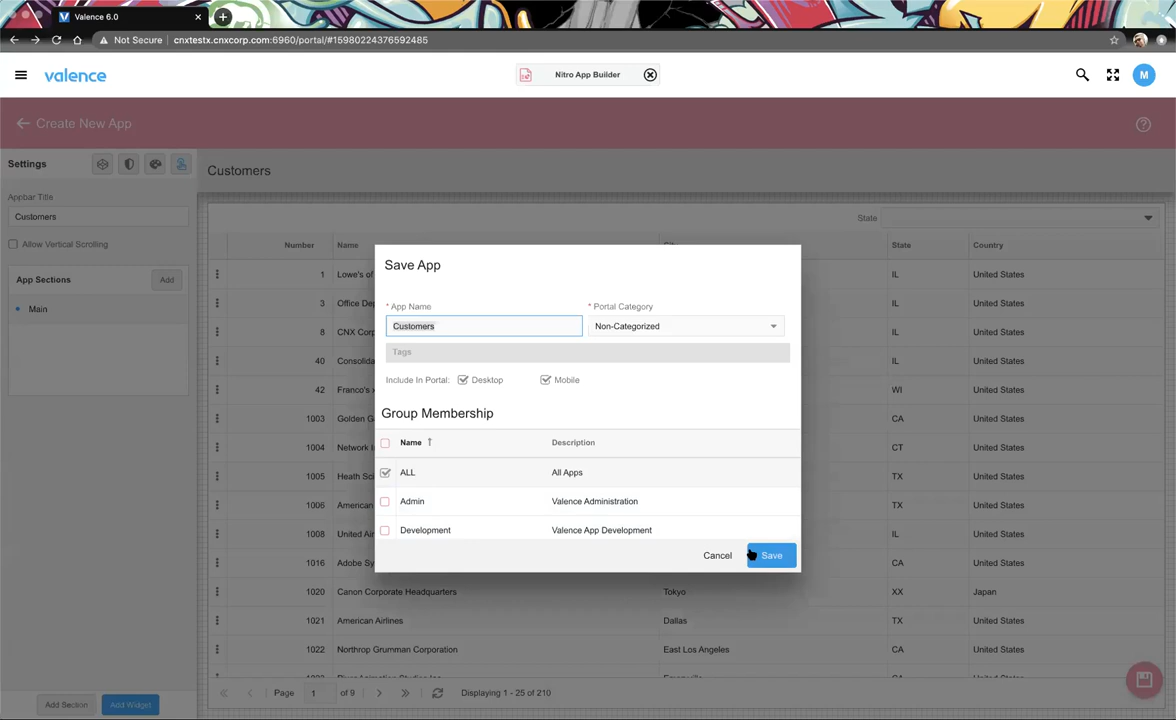 Valence 6.0
Not Secure cnxtestx.cnxcorp.com:6960/portal/#15980224376592485
valence
Nitro App Builder
M
Create New App
Settings
Customers
Appbar Title
Customers
State
Allow Vertical Scrolling
Number Name City State Country
App Sections Add
Main
1 Lowe's of IL United States
3 Office De IL United States
8 CNX Corp IL United States
40 Consolida IL United States
42 Franco's WI United States
1003 Golden G CA United States
1004 Network I CT United States
1005 Heath Sci TX United States
1006 American TX United States
1008 United Air IL United States
1016 Adobe Sy CA United States
1020 Canon Corporate Headquarters Tokyo XX Japan
1021 American Airlines Dallas TX United States
1022 Northrop Grumman Corporation East Los Angeles CA United States
Save App
* App Name * Portal Category
Customers Non-Categorized
Tags
Include In Portal: Desktop Mobile
Group Membership
Name Description
ALL All Apps
Admin Valence Administration
Development Valence App Development
Cancel Save
Page 1 of 9 Displaying 1 - 25 of 210
Add Section Add Widget